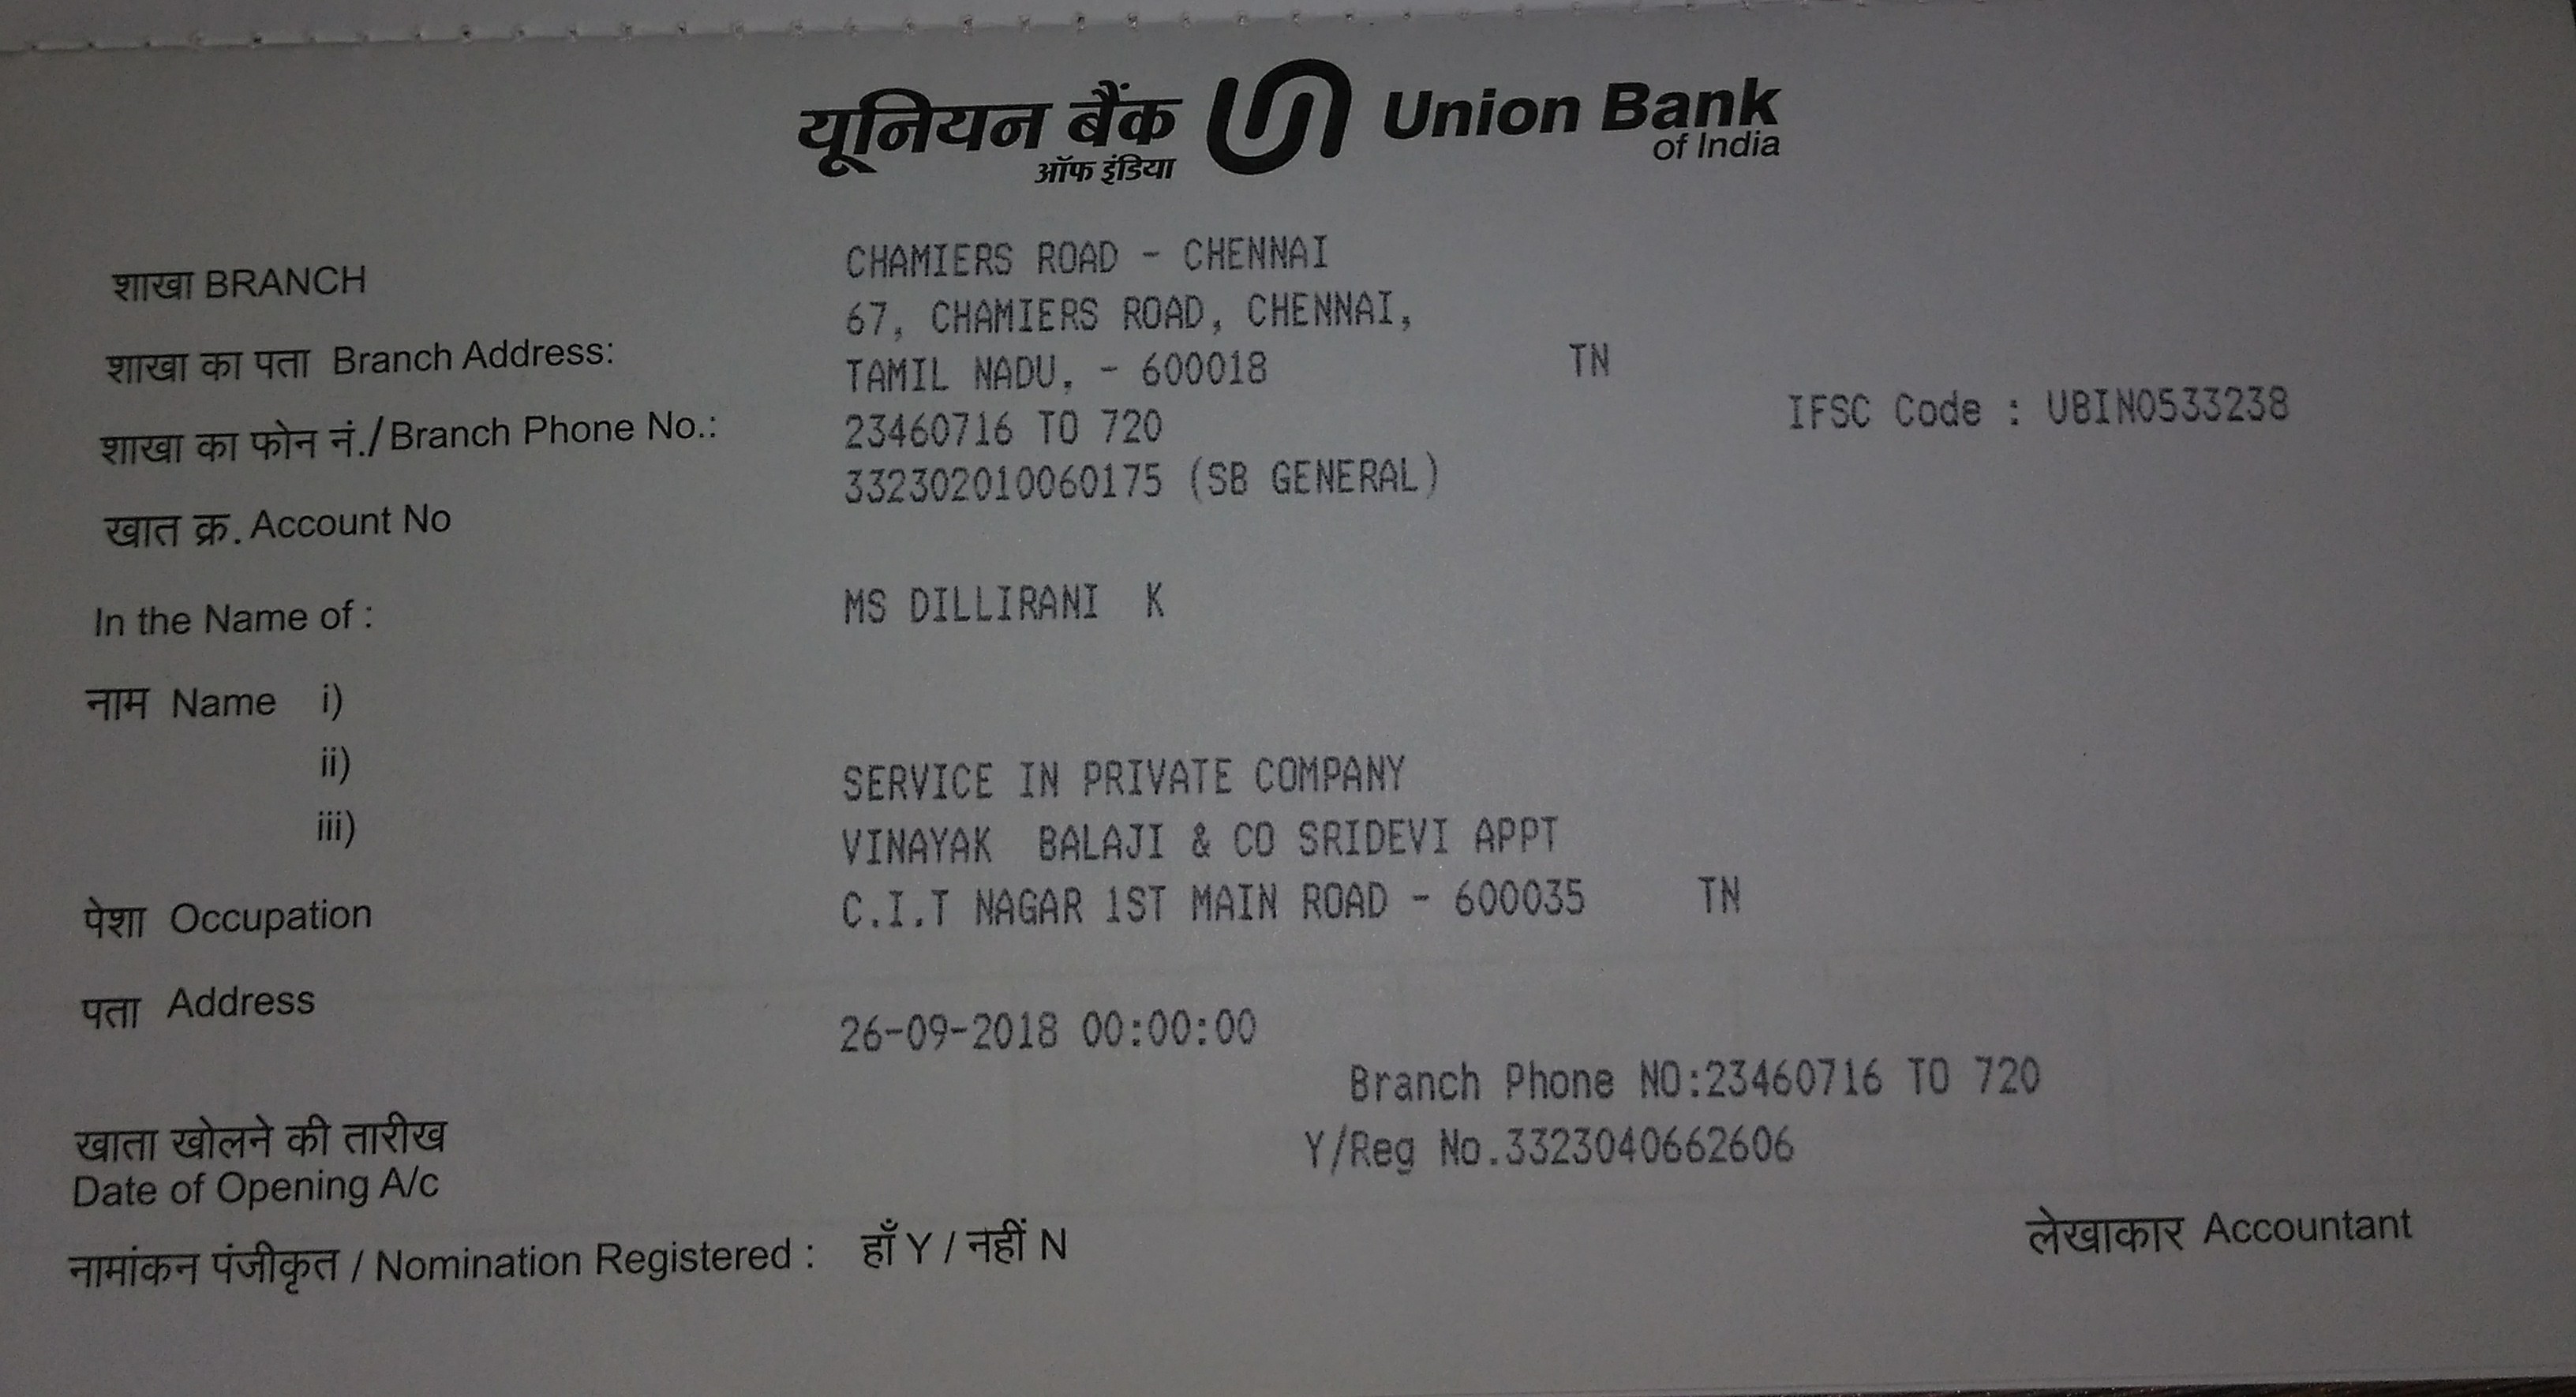 यूनियन बैंक Union Bank
ऑफ इंडिया of India
शाखा BRANCH CHAMIERS ROAD - CHENNAI
67, CHAMIERS ROAD, CHENNAI,
शाखा का पता Branch Address: TAMIL NADU, - 600018 TN
शाखा का फोन नं./Branch Phone No.: 23460716 TO 720 IFSC Code : UBIN0533238
खात क्र. Account No 332302010060175 (SB GENERAL)
In the Name of : MS DILLIRANI K
नाम Name i)
ii) SERVICE IN PRIVATE COMPANY
iii) VINAYAK BALAJI & CO SRIDEVI APPT
पेशा Occupation C.I.T NAGAR 1ST MAIN ROAD - 600035 TN
पता Address 26-09-2018 00:00:00
Branch Phone NO:23460716 TO 720
खाता खोलने की तारीख Y/Reg No.3323040662606
Date of Opening A/c
नामांकन पंजीकृत / Nomination Registered : हाँ Y / नहीं N लेखाकार Accountant